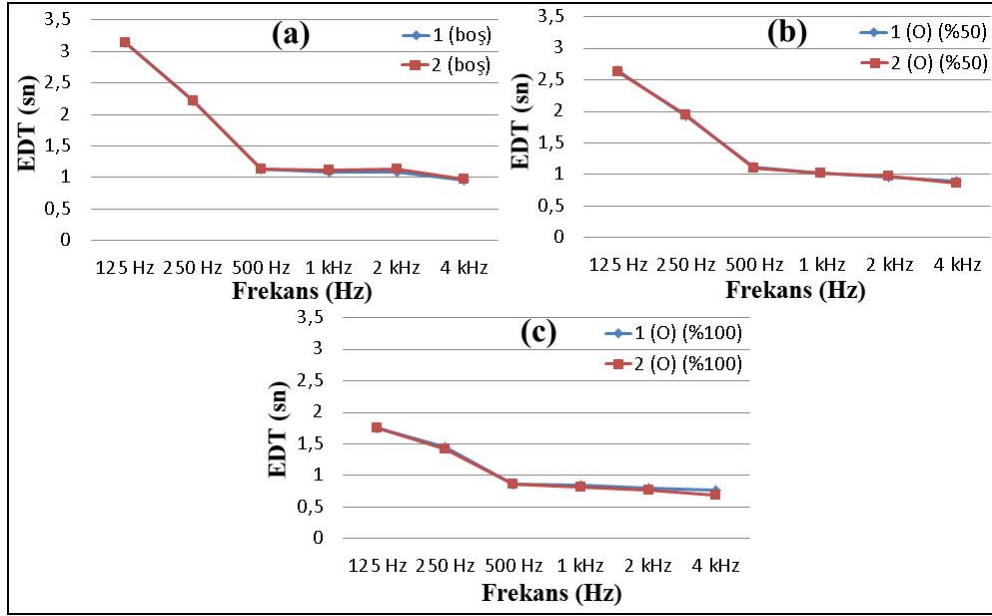 (a)
1 (boş)
2 (boş)
EDT (sn)
3,5
3
2,5
2
1,5
1
0,5
0
125 Hz 250 Hz 500 Hz 1 kHz 2 kHz 4 kHz
Frekans (Hz)
(b)
1 (O) (%50)
2 (O) (%50)
EDT (sn)
3,5
3
2,5
2
1,5
1
0,5
0
125 Hz 250 Hz 500 Hz 1 kHz 2 kHz 4 kHz
Frekans (Hz)
(c)
1 (O) (%100)
2 (O) (%100)
EDT (sn)
3,5
3
2,5
2
1,5
1
0,5
0
125 Hz 250 Hz 500 Hz 1 kHz 2 kHz 4 kHz
Frekans (Hz)